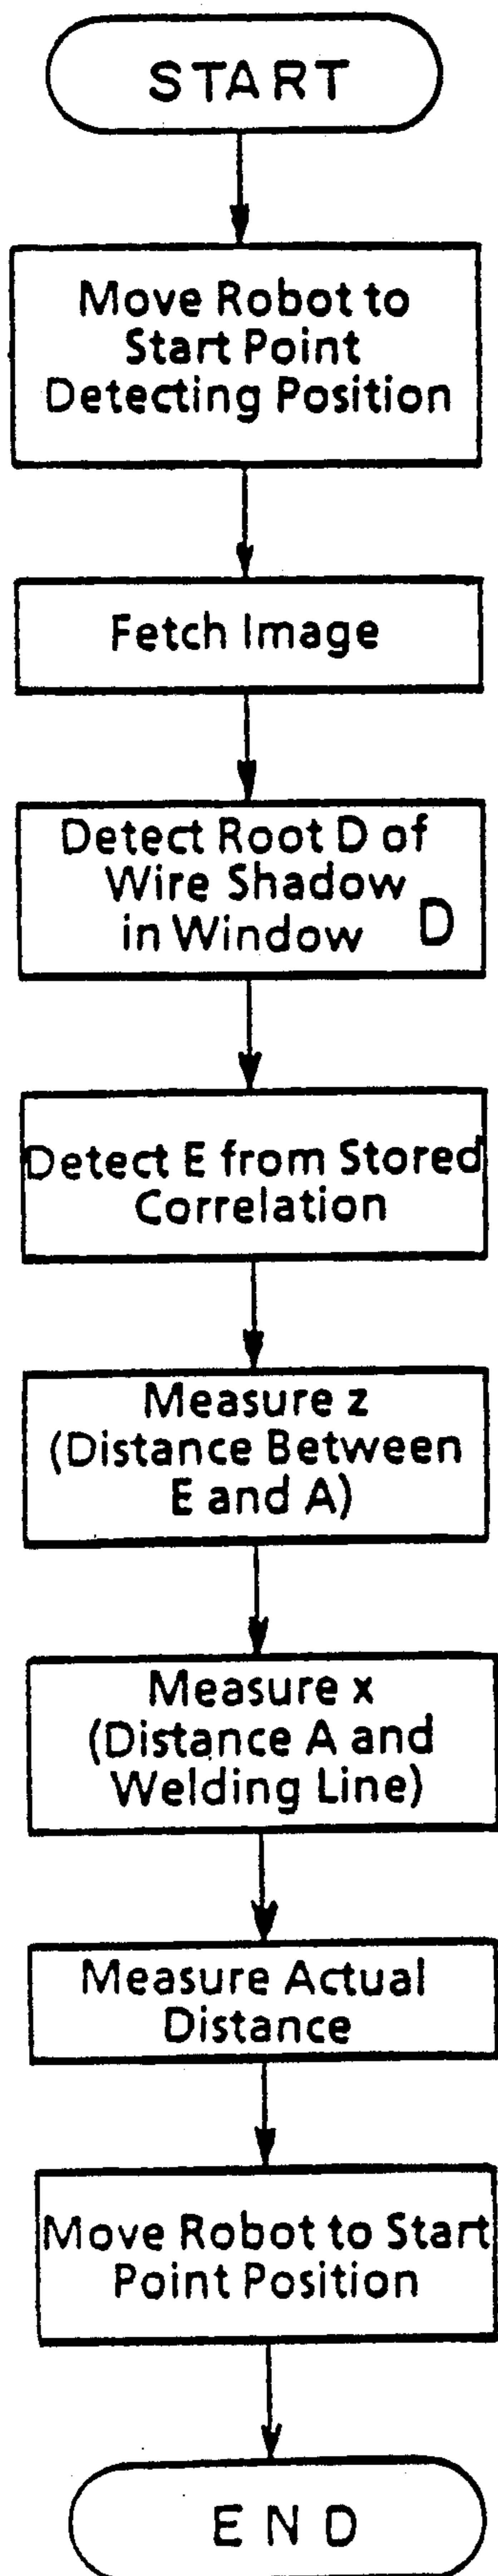 START
Move Robot to
Start Point
Detecting Position
Fetch Image
Detect Root D of
Wire Shadow
in Window D
Detect E from Stored
Correlation
Measure z
(Distance Between
E and A)
Measure x
(Distance A and
Welding Line)
Measure Actual
Distance
Move Robot to Start
Point Position
END